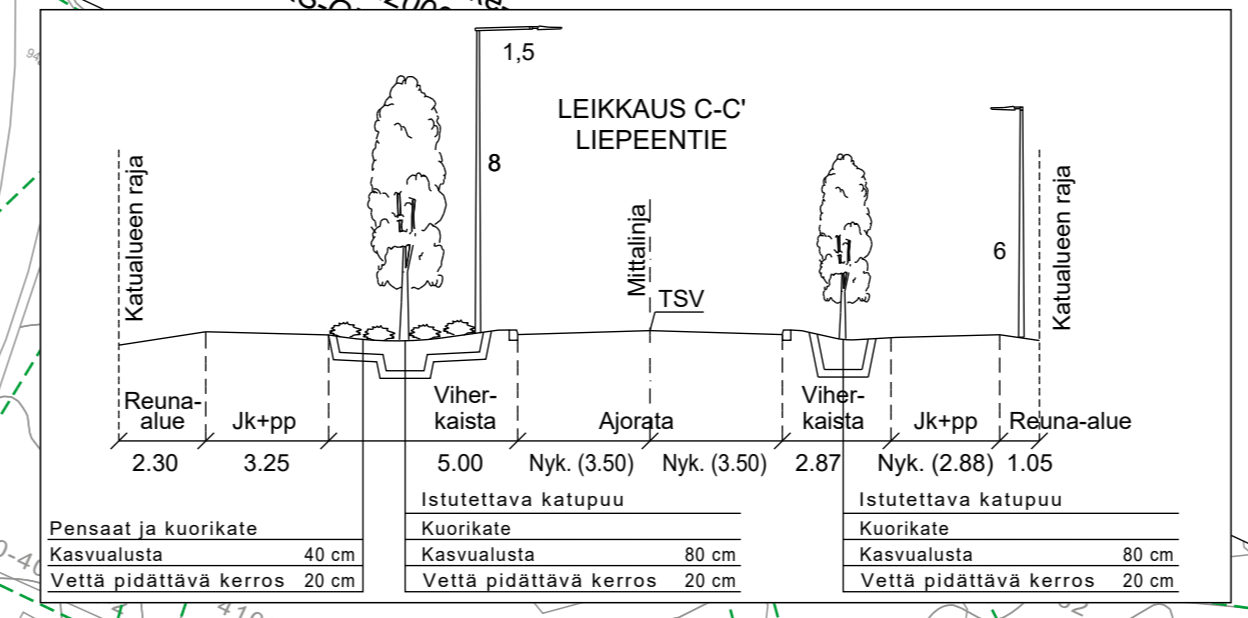 1,5
LEIKKAUS C-C'
LIEPEENTIE
8
6
Katualueen raja
Mittalinja
TSV
Katualueen raja
Reuna-
alue
Jk+pp
Viher-
kaista
Ajorata
Viher-
kaista
Jk+pp
Reuna-alue
2.30
3.25
5.00
Nyk. (3.50)
Nyk. (3.50)
2.87
Nyk. (2.88)
1.05
Pensaat ja kuorikate
Kasvualusta 40 cm
Vettä pidättävä kerros 20 cm
Istutettava katupuu
Kuorikate
Kasvualusta 80 cm
Vettä pidättävä kerros 20 cm
Istutettava katupuu
Kuorikate
Kasvualusta 80 cm
Vettä pidättävä kerros 20 cm
410